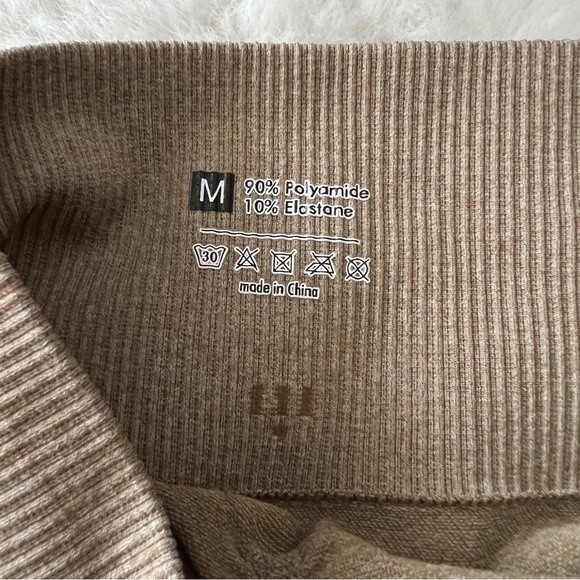 M 90% Polyamide
10% Elastane
30
made in China